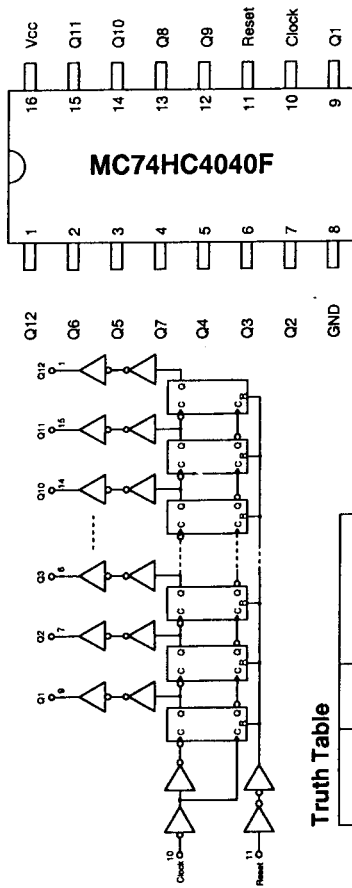 Vcc
Q11
Q10
Q8
Q9
Reset
Clock
Q1
16
15
14
13
12
11
10
9
MC74HC4040F
1
2
3
4
5
6
7
8
Q12
Q6
Q5
Q7
Q4
Q3
Q2
GND
Q1
9
Q2
7
Q3
6
Q10
14
Q11
15
Q12
1
C Q
C Q
C Q
C Q
C Q
C Q
C R
C R
C R
C R
C R
C R
Clock 10
Reset 11
Truth Table